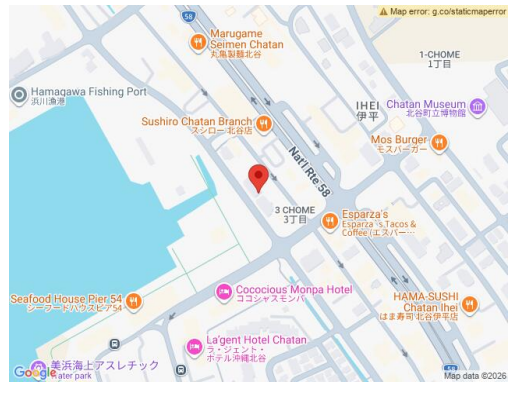 Map error: g.co/staticmaperror
58
Marugame
Seimen Chatan
丸亀製麺北谷
1-CHOME
1丁目
Hamagawa Fishing Port
浜川漁港
IHEI
伊平
Chatan Museum
北谷町立博物館
Sushiro Chatan Branch
スシロー 北谷店
Mos Burger
モスバーガー
Nat'l Rte 58
3 CHOME
3丁目
Esparza's
Esparza's Tacos &
Coffee (エスパー…
Cococious Monpa Hotel
ココシャスモンパ
Seafood House Pier 54
シーフードハウスピア54
HAMA-SUSHI
Chatan Ihei
はま寿司 北谷伊平店
La'gent Hotel Chatan
ラ・ジェント・
ホテル沖縄北谷
美浜海上アスレチック
Water park
Google
58
Map data ©2026